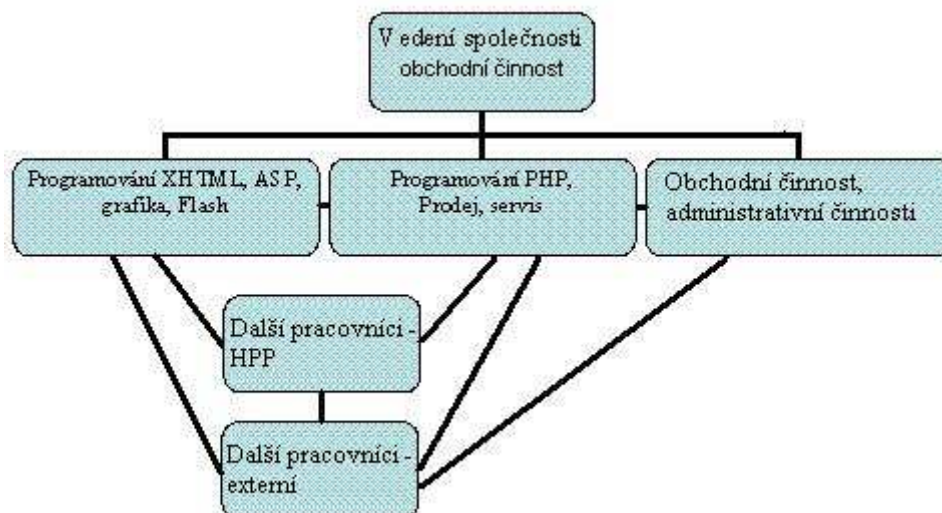 Vedení společnosti
obchodní činnost
Programování XHTML, ASP,
grafika, Flash
Programování PHP,
Prodej, servis
Obchodní činnost,
administrativní činnosti
Další pracovníci -
HPP
Další pracovníci -
externí